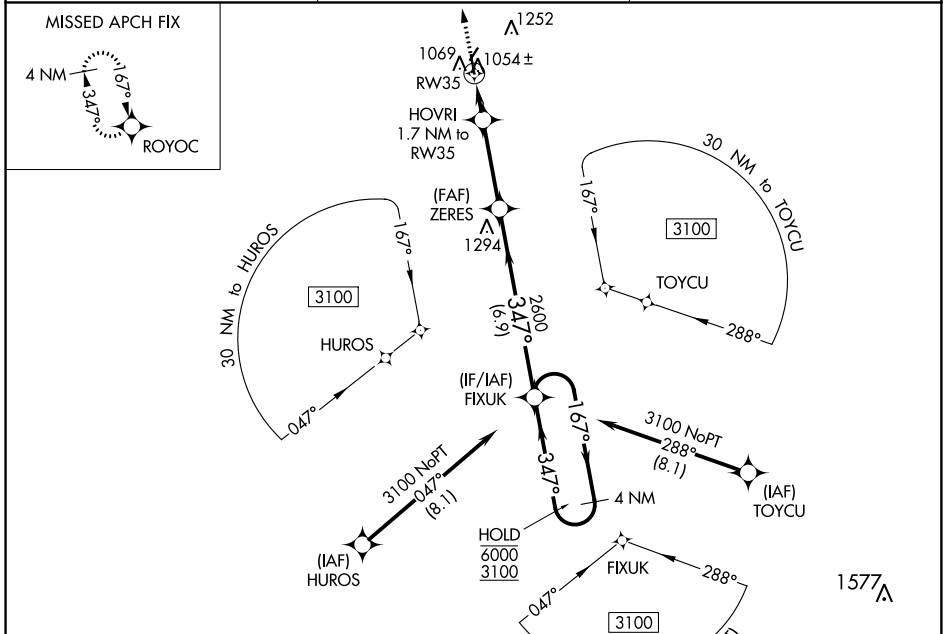 MISSED APCH FIX
4 NM
167°
347°
ROYOC
1252
1069
1054 ±
RW35
HOVRI
1.7 NM to
RW35
(FAF)
ZERES
1294
30 NM to HUROS
167°
3100
HUROS
047°
30 NM to TOYCU
167°
3100
TOYCU
288°
2600
347°
(6.9)
(IF/IAF)
FIXUK
167°
347°
4 NM
HOLD
6000
3100
3100 NoPT
047°
(8.1)
(IAF)
HUROS
3100 NoPT
288°
(8.1)
(IAF)
TOYCU
FIXUK
047°
288°
3100
1577